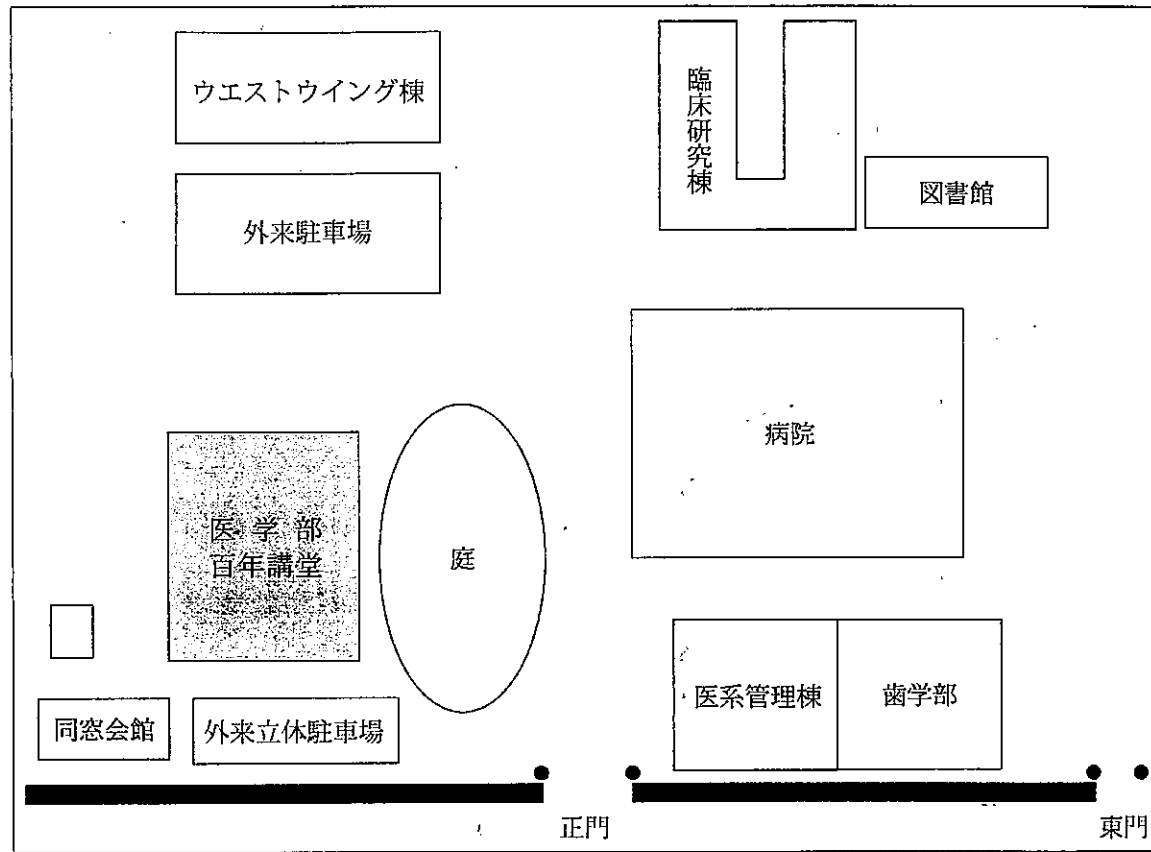 ウエストウイング棟
臨床研究棟
図書館
外来駐車場
病院
医学部
百年講堂
庭
医系管理棟
歯学部
同窓会館
外来立体駐車場
正門
東門